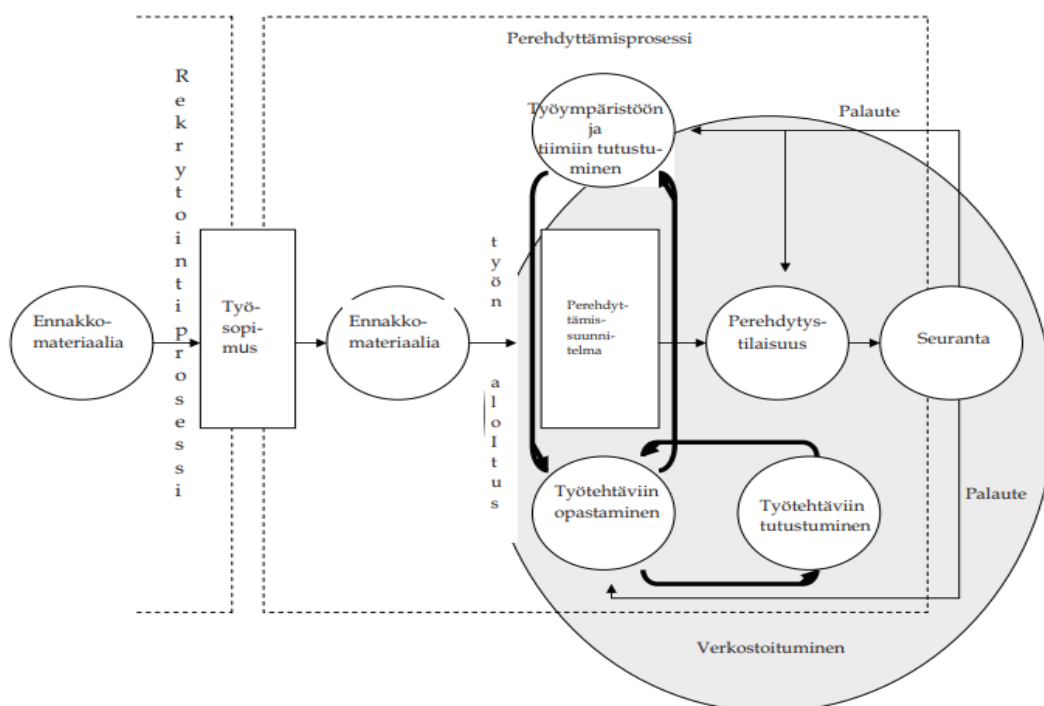 Perehdyttämisprosessi
Rekrytointiprosessi
Työympäristöön
ja
tiimiin tutustu-
minen
Palaute
työn
aloItus
Ennakko-
materiaalia
Työ-
sopi-
mus
Ennakko-
materiaalia
Perehdyt-
tämis-
suunni-
telma
Perehdytys-
tilaisuus
Seuranta
Työtehtäviin
opastaminen
Työtehtäviin
tutustuminen
Palaute
Verkostoituminen